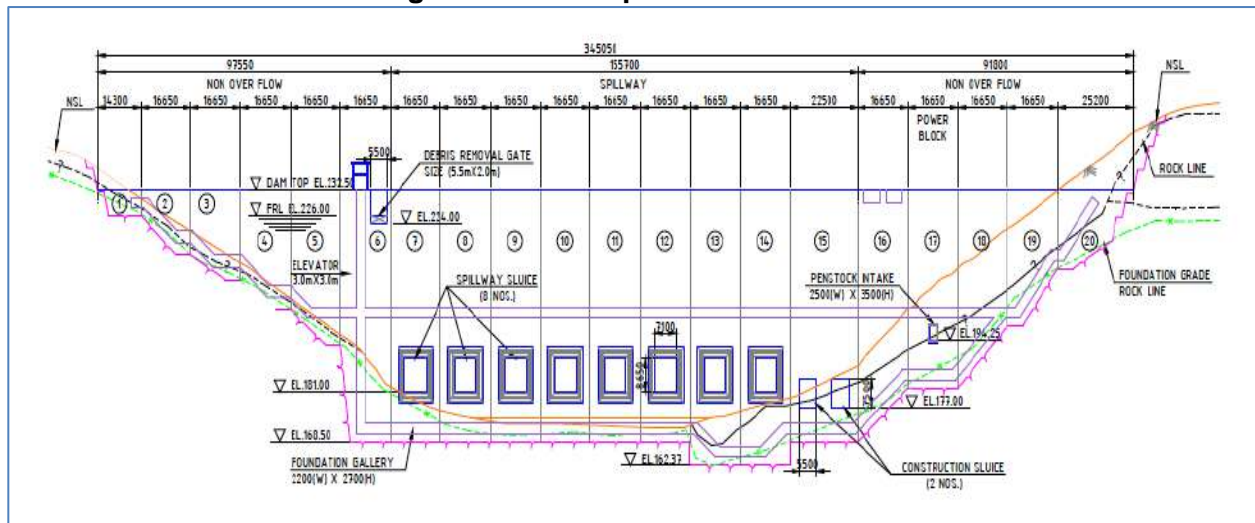 345050
97550 155700 91800
NON OVER FLOW SPILLWAY NON OVER FLOW
NSL
14300 16650 16650 16650 16650 16650 16650 16650 16650 16650 16650 16650 16650 16650 22500 16650 16650 16650 16650 25200
NSL
POWER
BLOCK
5500
DEBRIS REMOVAL GATE
SIZE (5.5mX2.0m)
ROCK LINE
DAM TOP EL.232.50
1 2 3
FRL EL.226.00
EL.224.00
4 5 6 7 8 9 10 11 12 13 14 15 16 17 18 19 20
ELEVATOR
3.0mX3.0m
SPILLWAY SLUICE
(8 NOS.)
PENSTOCK INTAKE
2500(W) X 3500(H)
FOUNDATION GRADE
ROCK LINE
7100
EL.194.25
8650
EL.181.00
EL.177.00
EL.168.50
EL.162.37
5500
FOUNDATION GALLERY
2200(W) X 2700(H)
CONSTRUCTION SLUICE
(2 NOS.)